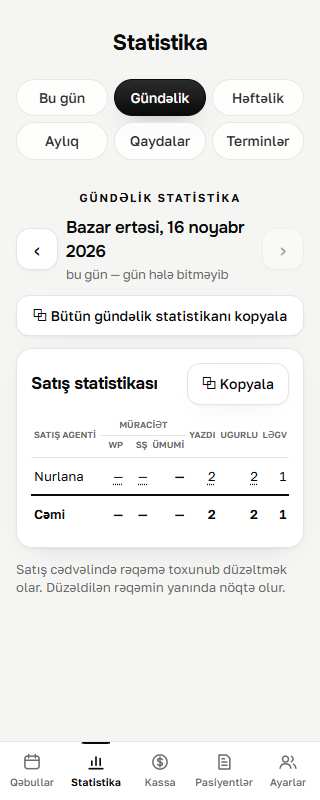 Statistika
Bu gün Gündəlik Həftəlik
Aylıq Qaydalar Terminlər
GÜNDƏLİK STATİSTİKA
‹ Bazar ertəsi, 16 noyabr ›
2026
bu gün — gün hələ bitməyib
Bütün gündəlik statistikanı kopyala
Satış statistikası Kopyala
SATIŞ AGENTİ MÜRACİƏT YAZDI UĞURLU LƏĞV
WP SŞ ÜMUMİ
Nurlana — — — 2 2 1
Cəmi — — — 2 2 1
Satış cədvəlində rəqəmə toxunub düzəltmək
olar. Düzəldilən rəqəmin yanında nöqtə olur.
Qəbullar Statistika Kassa Pasiyentlər Ayarlar